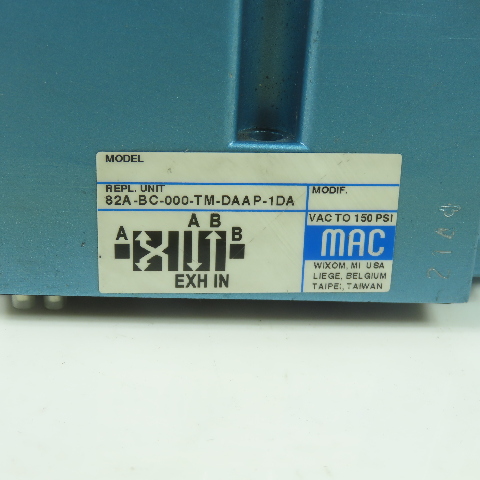 MODEL
REPL. UNIT
82A-BC-000-TM-DAAP-1DA
MODIF.
A B
A B
EXH IN
VAC TO 150 PSI
MAC
WIXOM, MI USA
LIEGE, BELGIUM
TAIPEI, TAIWAN